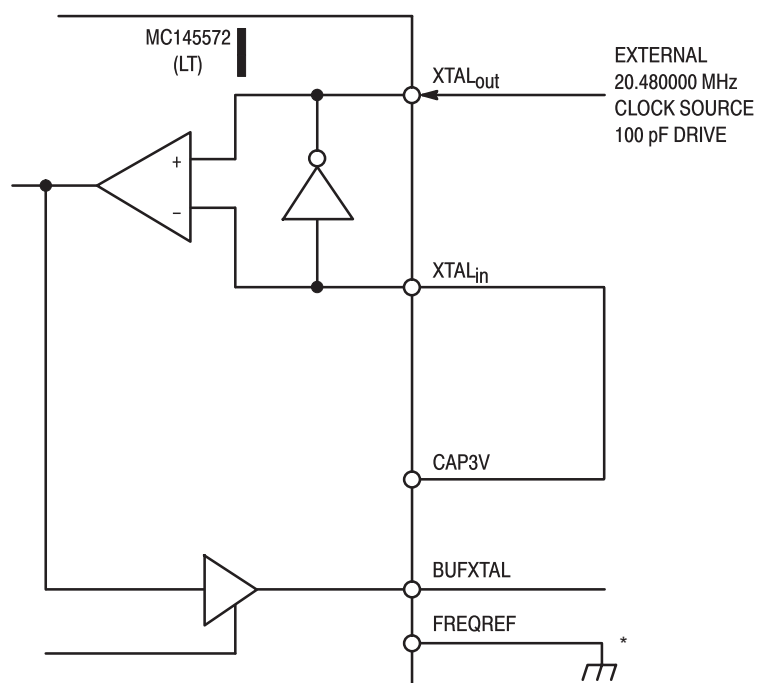 MC145572
(LT)
XTALout
EXTERNAL
20.480000 MHz
CLOCK SOURCE
100 pF DRIVE
+
–
XTALin
CAP3V
BUFXTAL
FREQREF
*